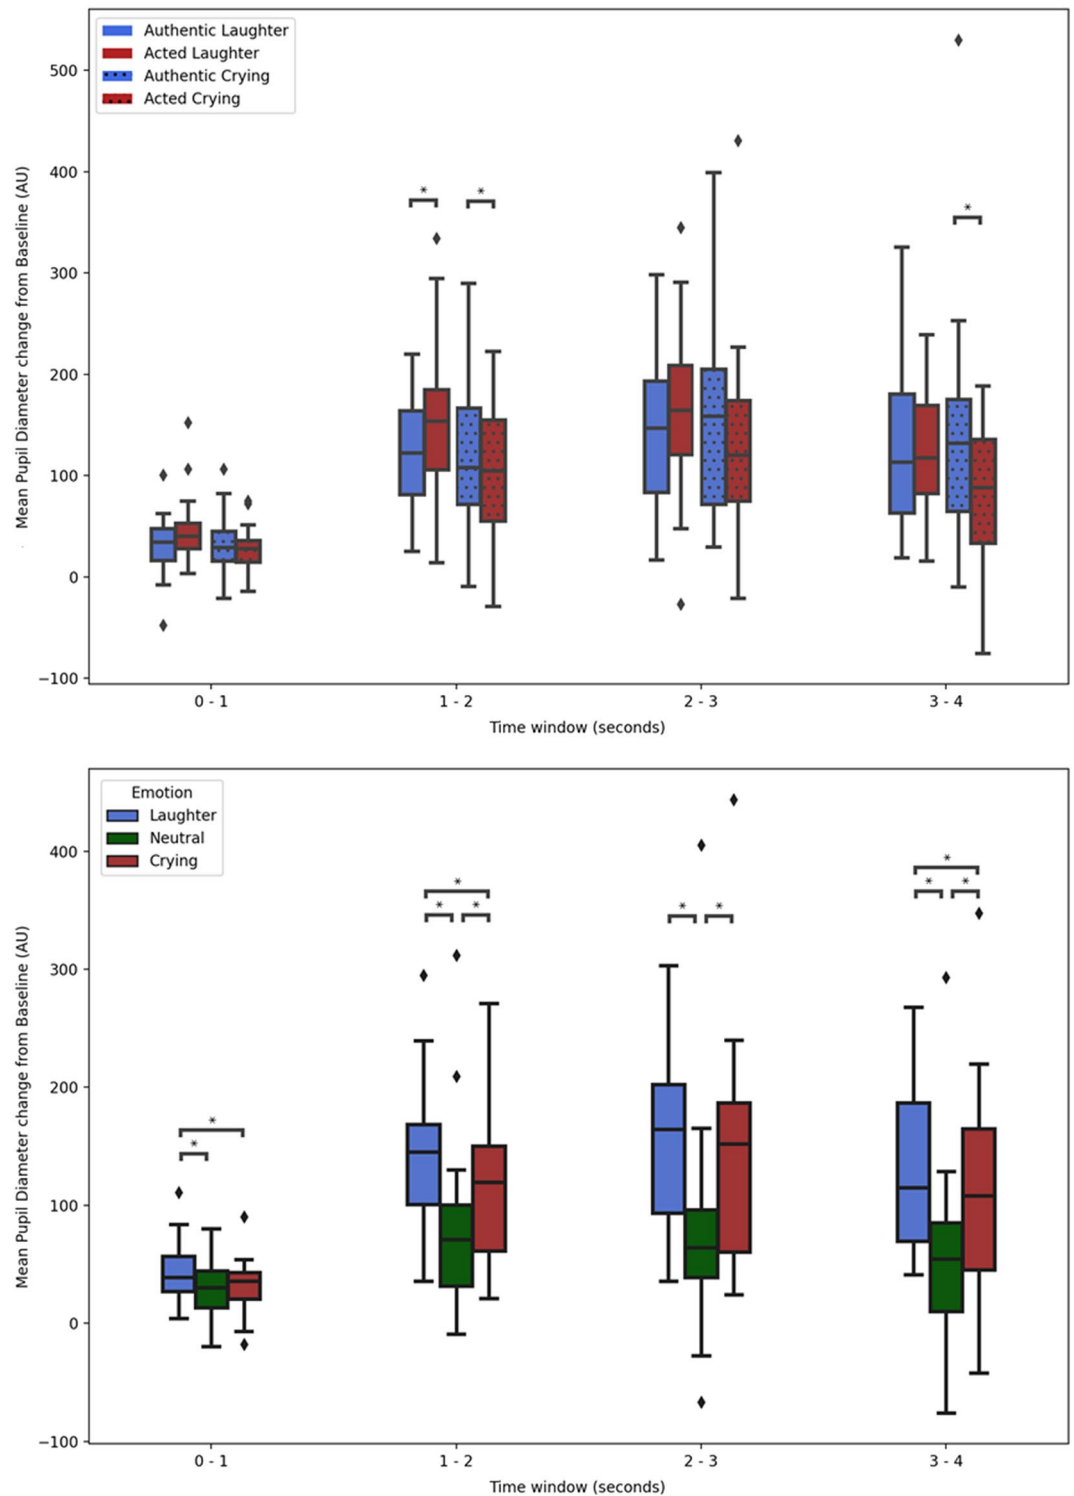 Authentic Laughter
Acted Laughter
Authentic Crying
Acted Crying
Mean Pupil Diameter change from Baseline (AU)
500
400
300
200
100
0
−100
*
*
*
0 - 1
1 - 2
2 - 3
3 - 4
Time window (seconds)
Emotion
Laughter
Neutral
Crying
Mean Pupil Diameter change from Baseline (AU)
400
300
200
100
0
−100
*
*
*
*
*
*
*
*
*
*
0 - 1
1 - 2
2 - 3
3 - 4
Time window (seconds)